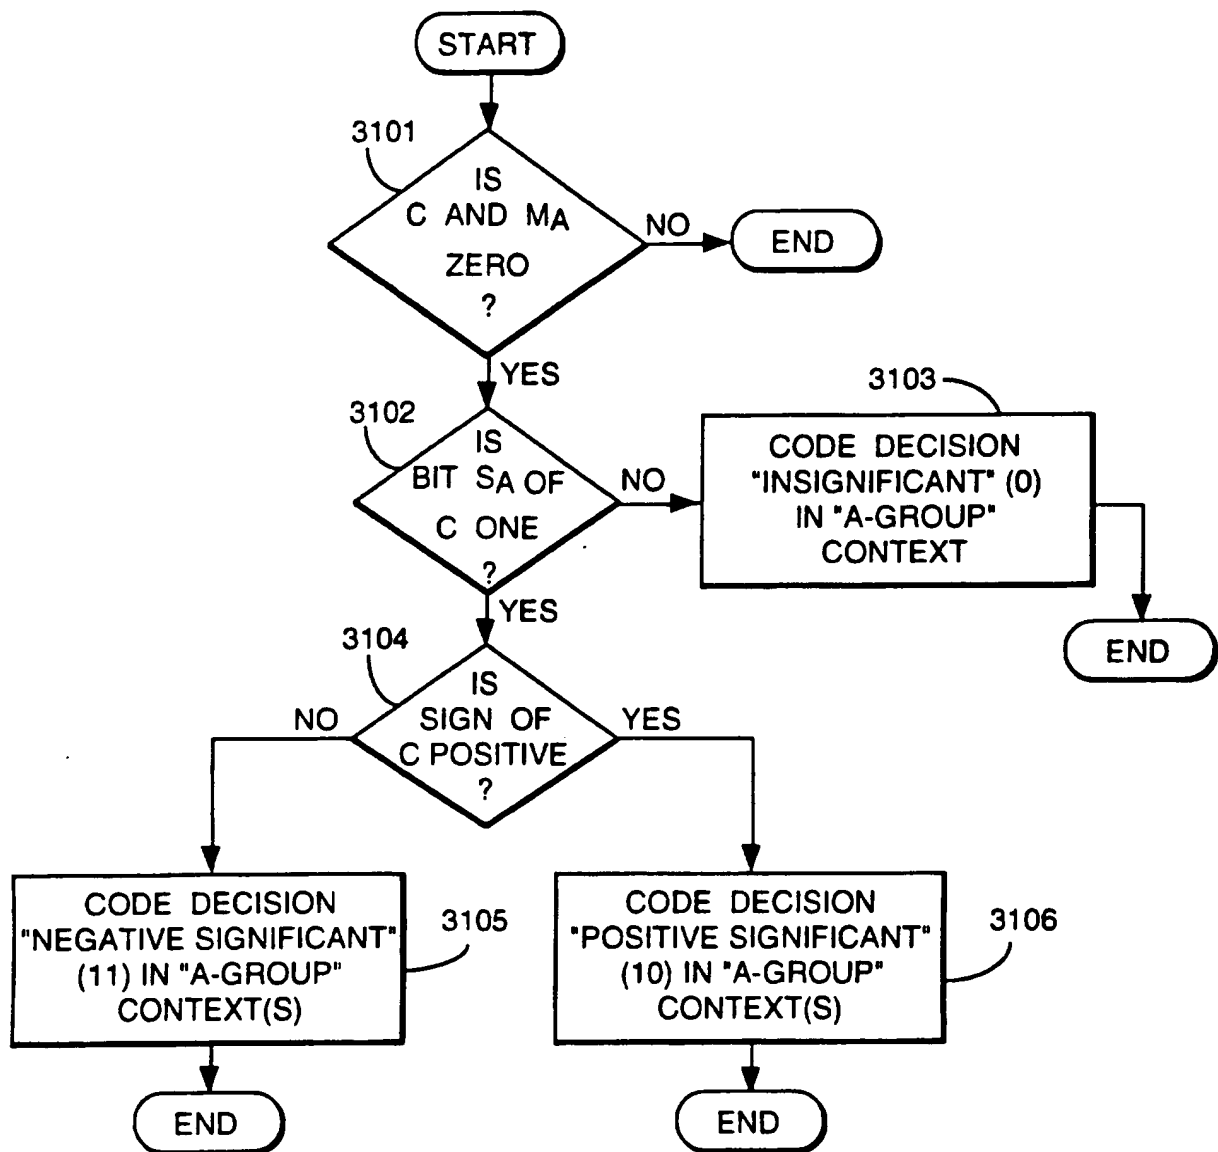 START
3101
IS
C AND MA
ZERO
?
NO
END
YES
3102
IS
BIT SA OF
C ONE
?
NO
3103
CODE DECISION
"INSIGNIFICANT" (0)
IN "A-GROUP"
CONTEXT
END
YES
3104
IS
SIGN OF
C POSITIVE
?
NO
YES
CODE DECISION
"NEGATIVE SIGNIFICANT"
(11) IN "A-GROUP"
CONTEXT(S)
3105
CODE DECISION
"POSITIVE SIGNIFICANT"
(10) IN "A-GROUP"
CONTEXT(S)
3106
END
END